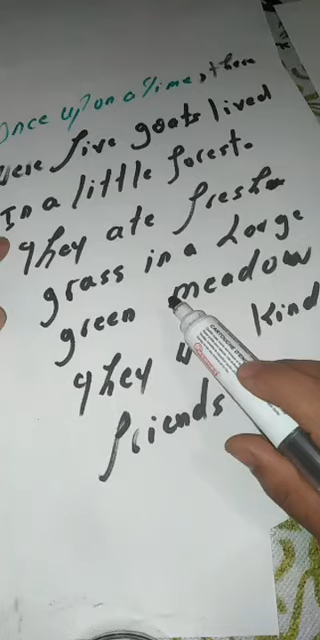 Once upon a time, there
were five goats lived
In a little forest.
They ate fresh
grass in a Large
green meadow
They Kind
friends